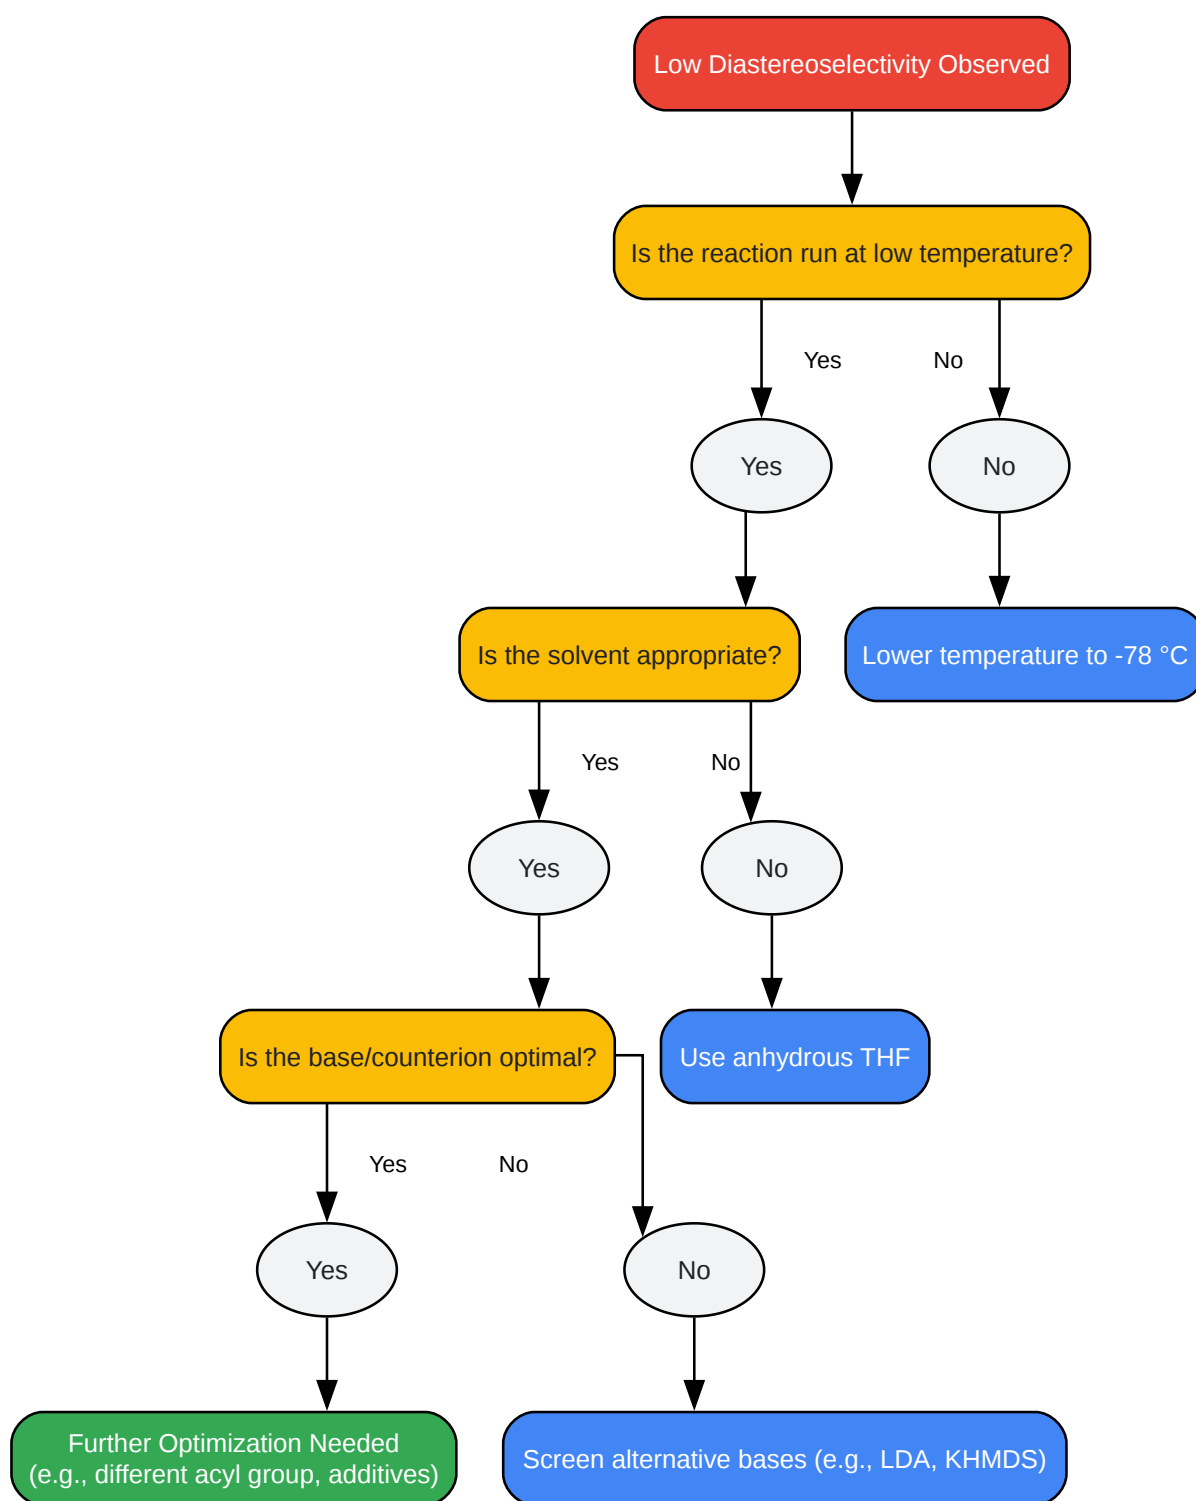 Low Diastereoselectivity Observed
Is the reaction run at low temperature?
Yes
No
Yes
No
Is the solvent appropriate?
Lower temperature to -78 °C
Yes
No
Yes
No
Is the base/counterion optimal?
Use anhydrous THF
Yes
No
Yes
No
Further Optimization Needed
(e.g., different acyl group, additives)
Screen alternative bases (e.g., LDA, KHMDS)